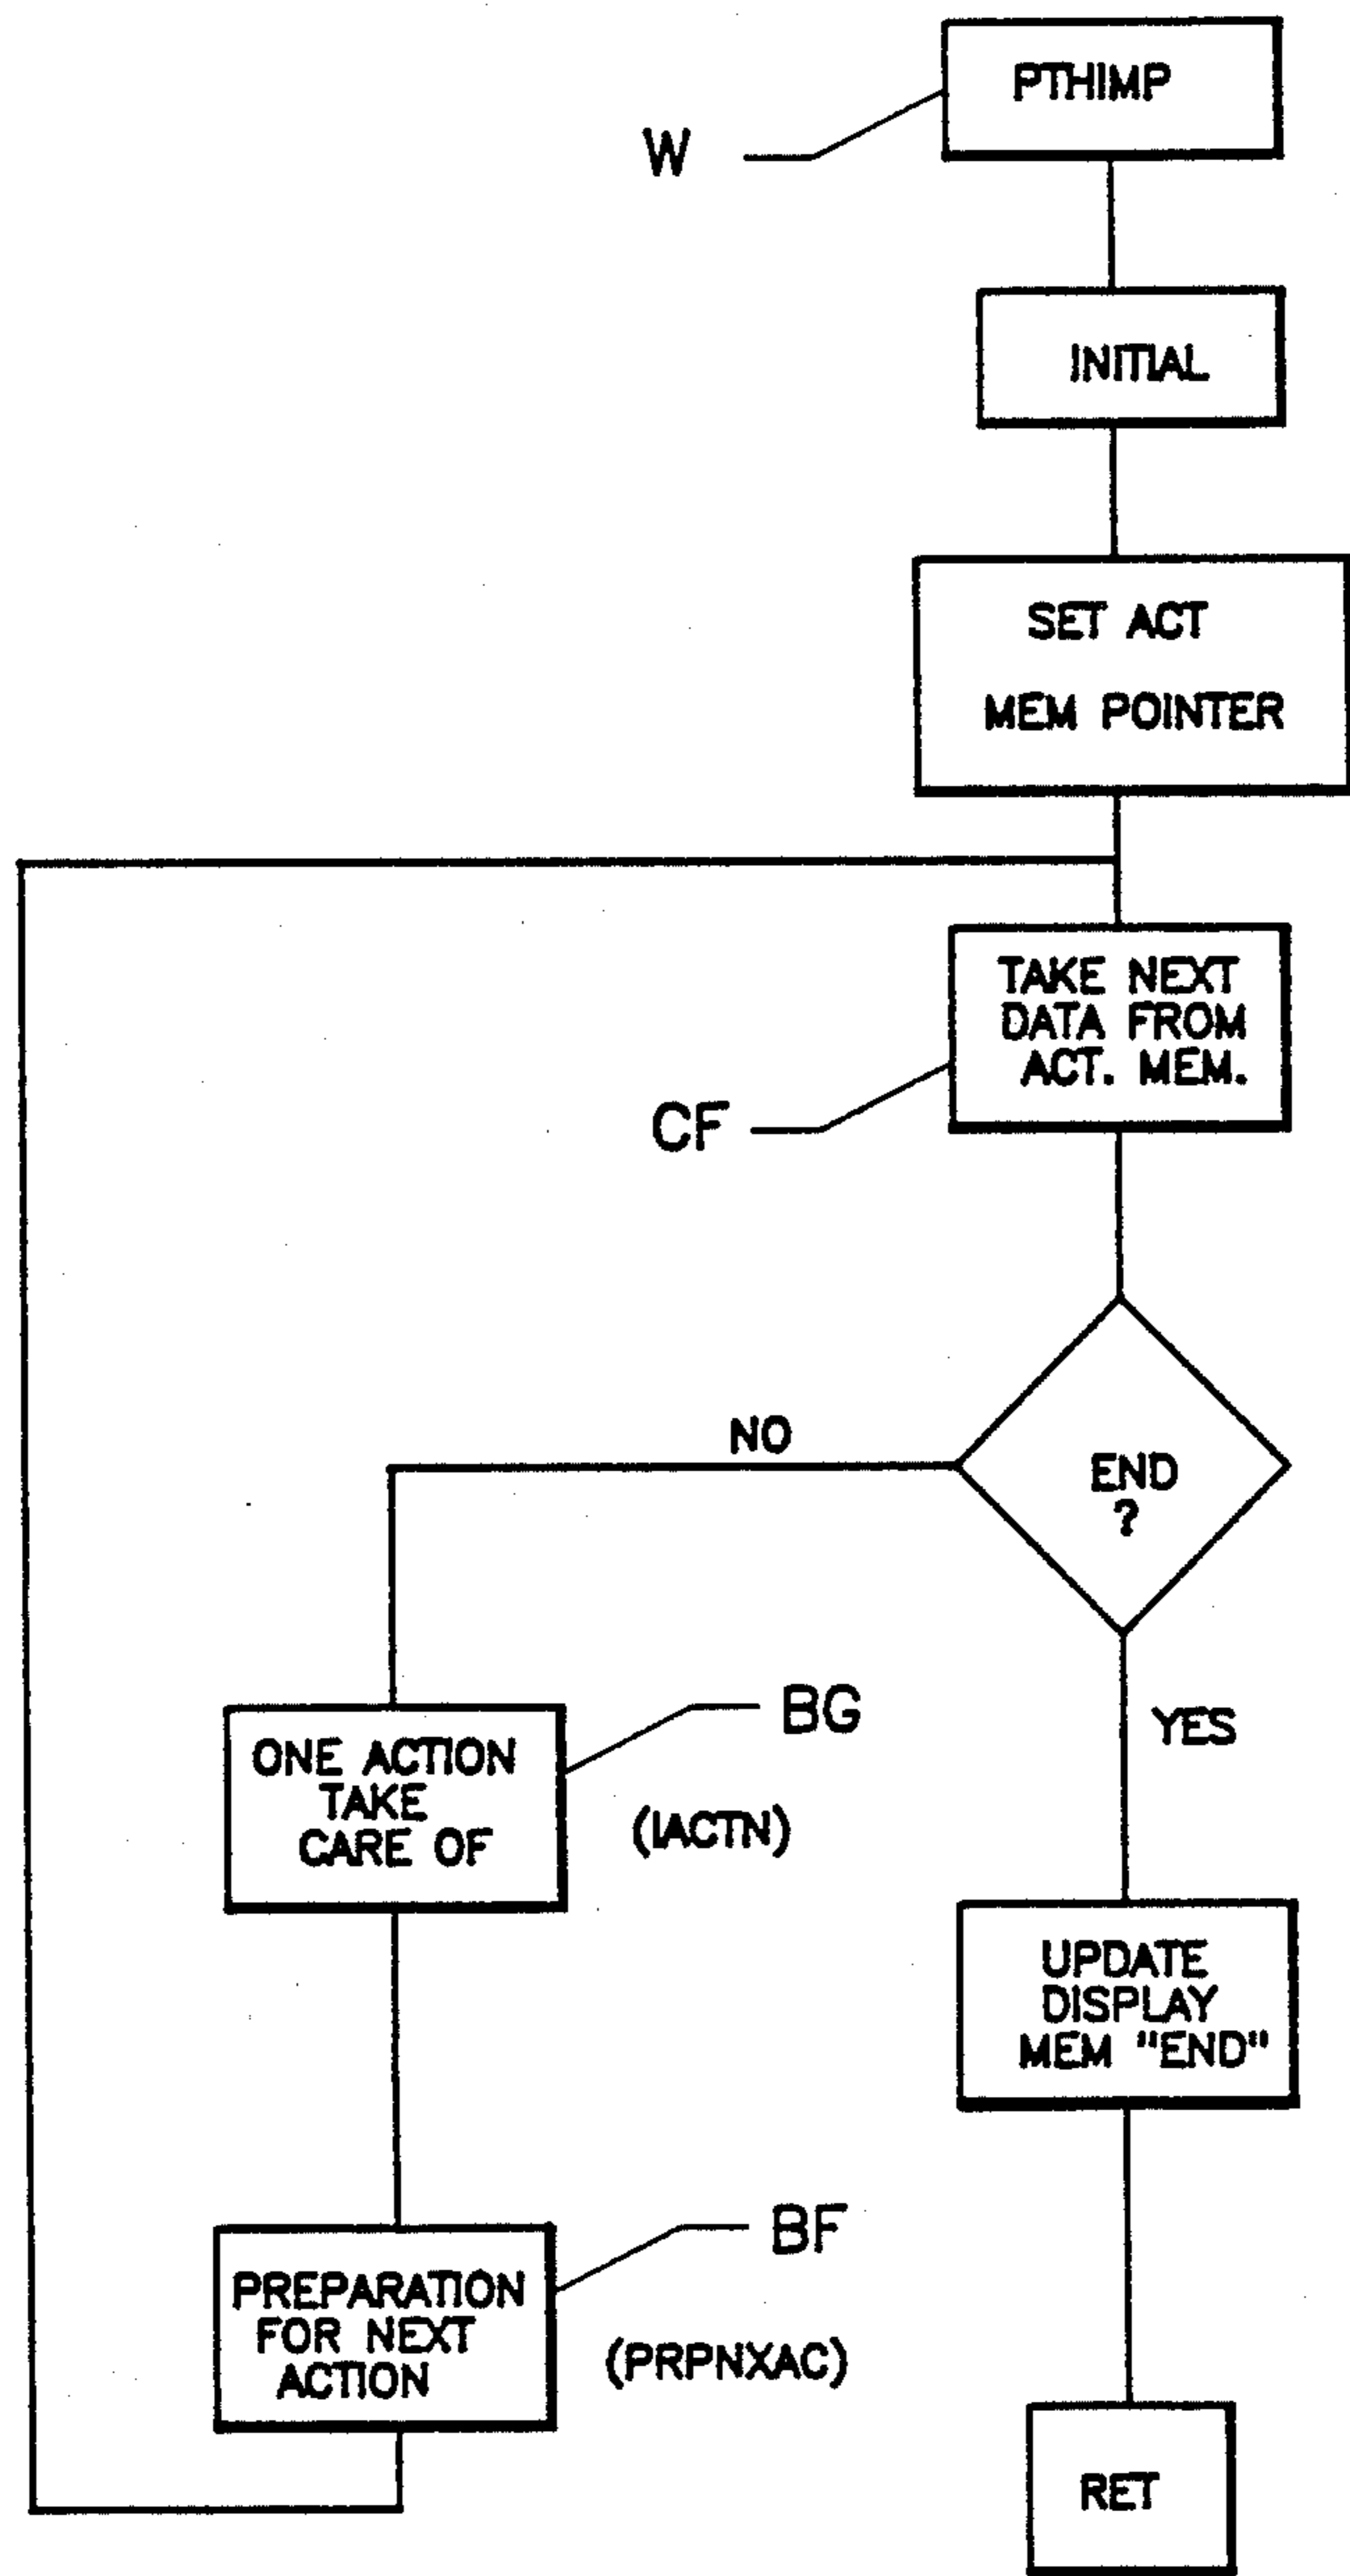 PTHIMP
W
INITIAL
SET ACT
MEM POINTER
TAKE NEXT
DATA FROM
ACT. MEM.
CF
NO
END
?
YES
BG
ONE ACTION
TAKE
CARE OF
(IACTN)
UPDATE
DISPLAY
MEM "END"
BF
PREPARATION
FOR NEXT
ACTION
(PRPNXAC)
RET